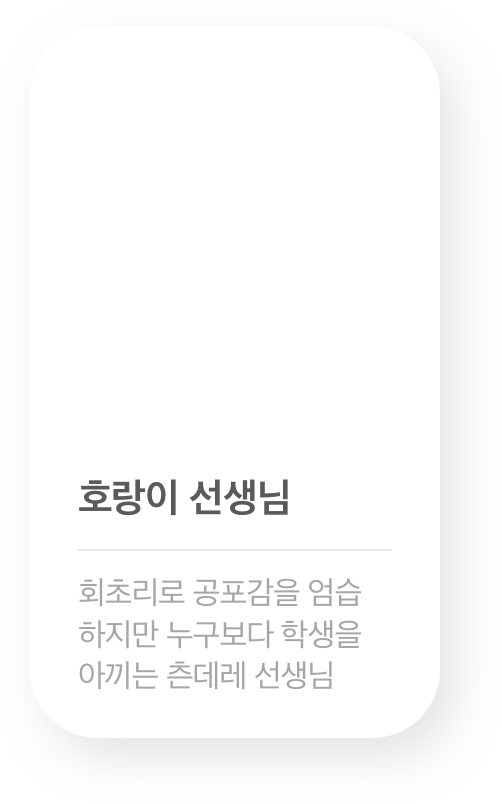 호랑이 선생님
회초리로 공포감을 엄습
하지만 누구보다 학생을
아끼는 츤데레 선생님